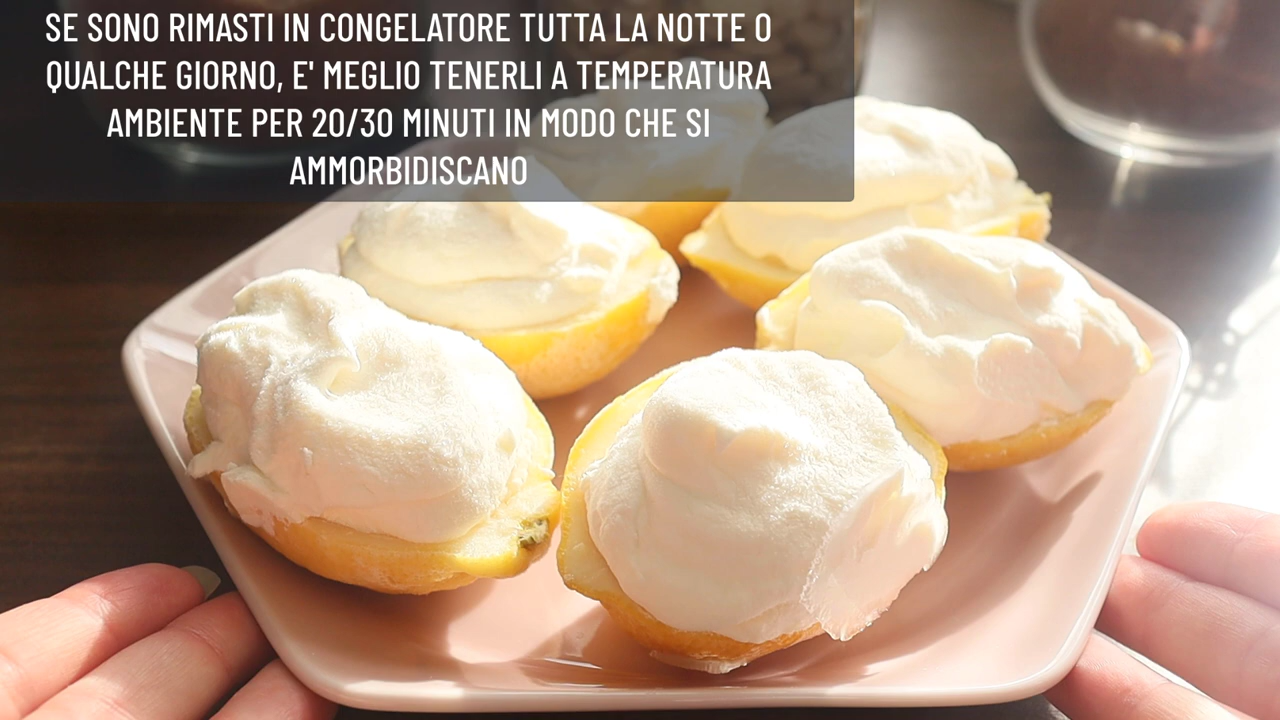 SE SONO RIMASTI IN CONGELATORE TUTTA LA NOTTE O
QUALCHE GIORNO, E' MEGLIO TENERLI A TEMPERATURA
AMBIENTE PER 20/30 MINUTI IN MODO CHE SI
AMMORBIDISCANO